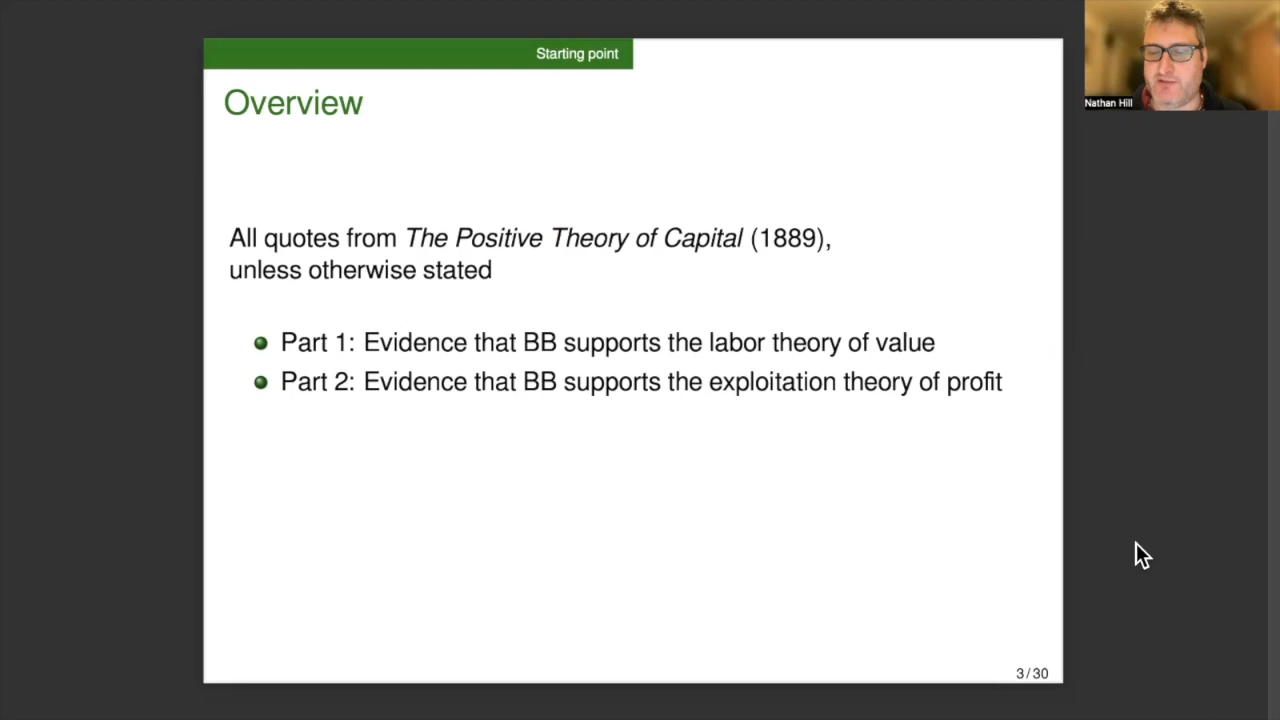 Starting point
Overview
All quotes from The Positive Theory of Capital (1889),
unless otherwise stated
Part 1: Evidence that BB supports the labor theory of value
Part 2: Evidence that BB supports the exploitation theory of profit
3 / 30
Nathan Hill